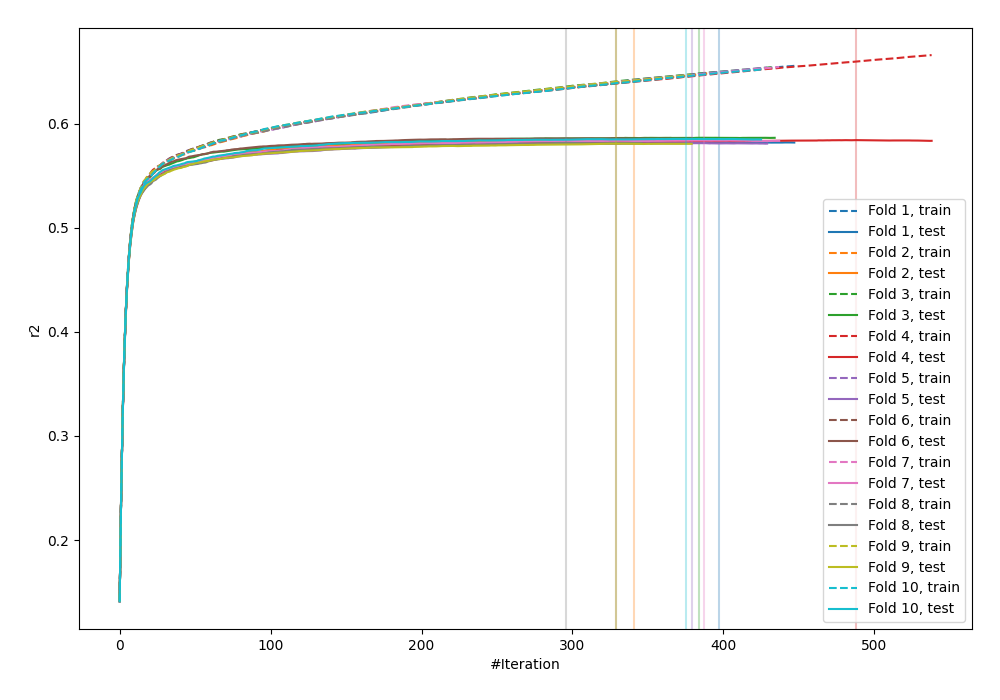 0.6
0.5
0.4
0.3
0.2
r2
0
100
200
300
400
500
#Iteration
Fold 1, train
Fold 1, test
Fold 2, train
Fold 2, test
Fold 3, train
Fold 3, test
Fold 4, train
Fold 4, test
Fold 5, train
Fold 5, test
Fold 6, train
Fold 6, test
Fold 7, train
Fold 7, test
Fold 8, train
Fold 8, test
Fold 9, train
Fold 9, test
Fold 10, train
Fold 10, test